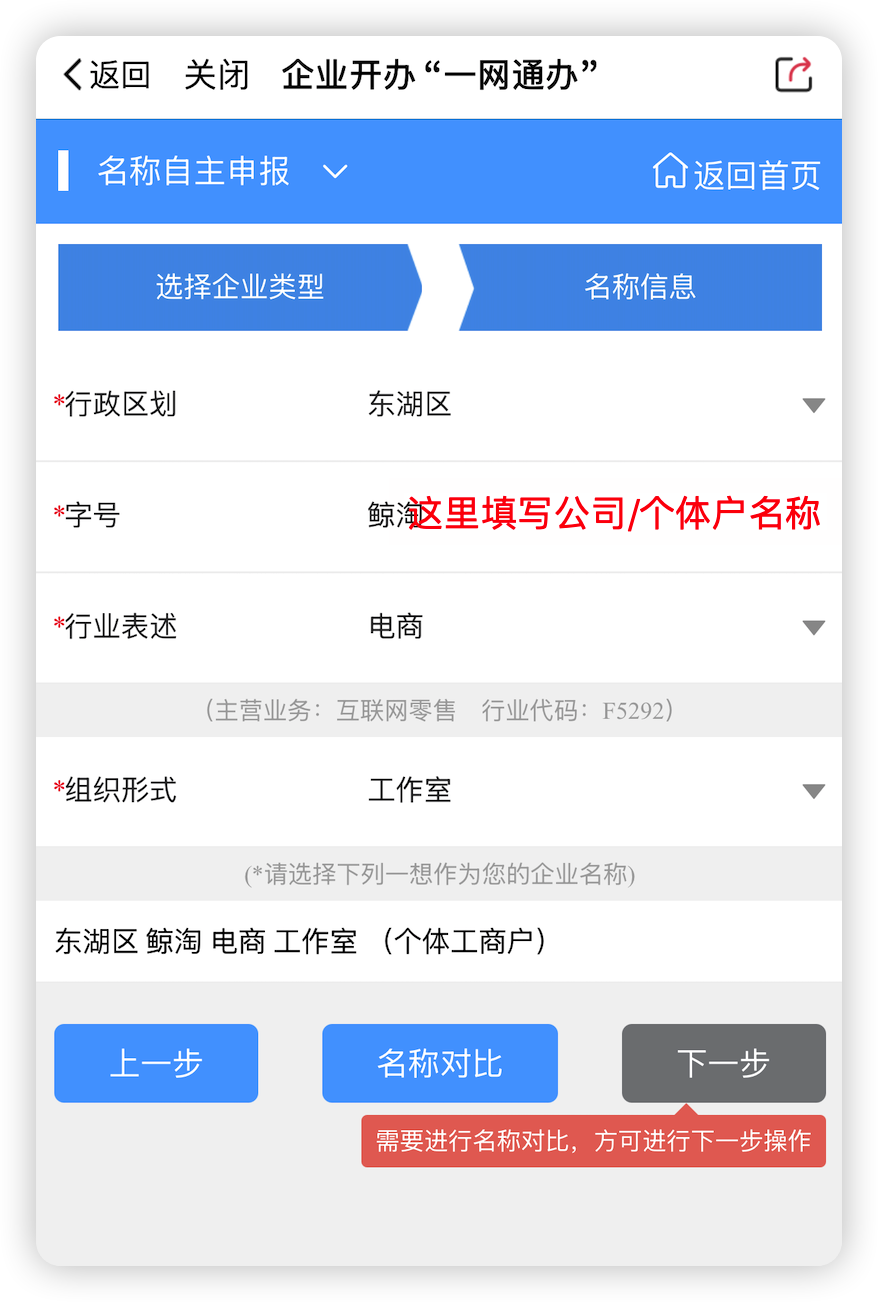 返回 关闭 企业开办“一网通办”
名称自主申报 返回首页
选择企业类型 名称信息
*行政区划 东湖区
*字号 鲸淘这里填写公司/个体户名称
*行业表述 电商
（主营业务：互联网零售 行业代码：F5292）
*组织形式 工作室
(*请选择下列一想作为您的企业名称)
东湖区 鲸淘 电商 工作室 （个体工商户）
上一步 名称对比 下一步
需要进行名称对比，方可进行下一步操作